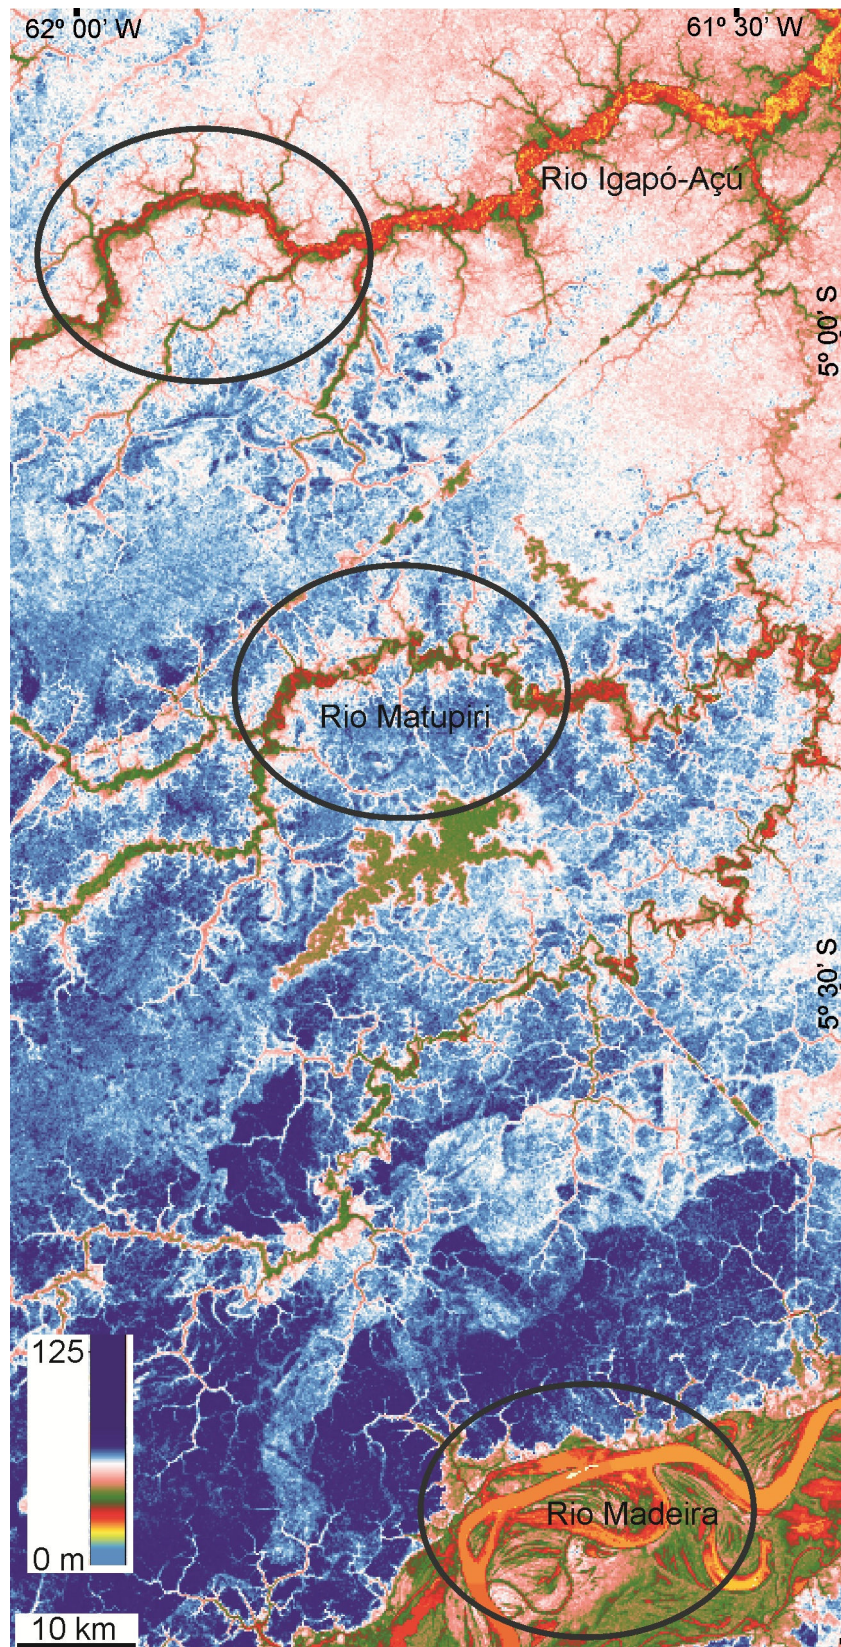 62º 00’ W
61º 30’ W
Rio Igapó-Açú
5º 00’ S
Rio Matupiri
5º 30’ S
125
Rio Madeira
0 m
10 km